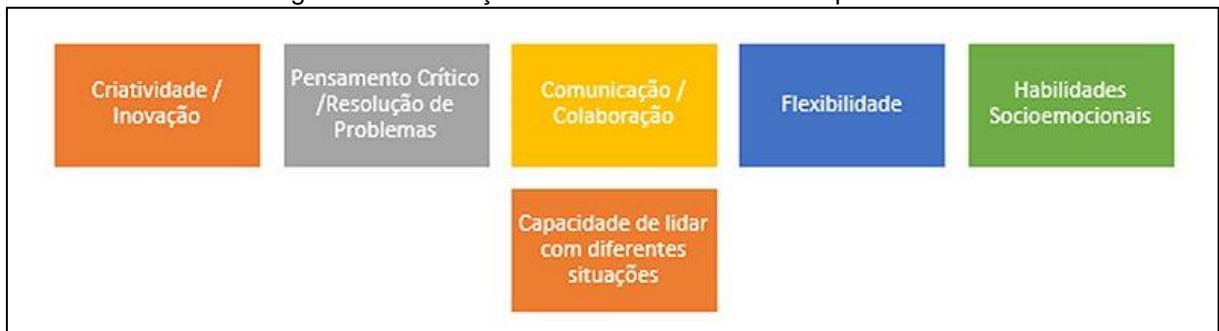 Criatividade /
Inovação
Pensamento Crítico
/Resolução de
Problemas
Comunicação /
Colaboração
Flexibilidade
Habilidades
Socioemocionais
Capacidade de lidar
com diferentes
situações